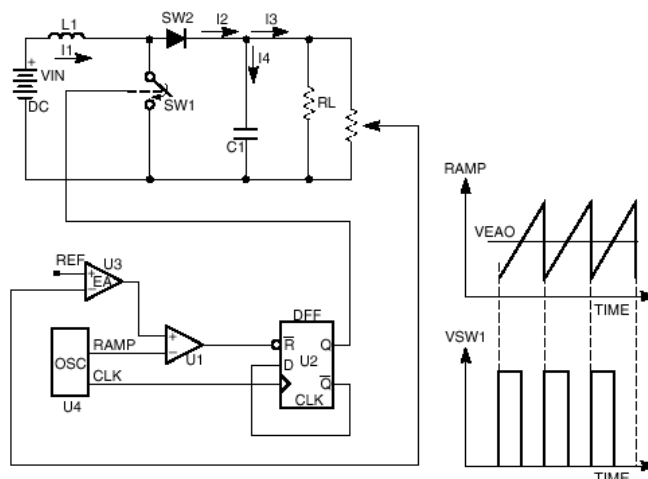 L1
SW2
I2
I3
I1
I4
+
VIN
DC
SW1
C1
RL
RAMP
VEAO
TIME
REF
U3
+
EA
−
DFF
+
−
U1
R
Q
D
U2
Q
CLK
OSC
RAMP
CLK
U4
VSW1
TIME